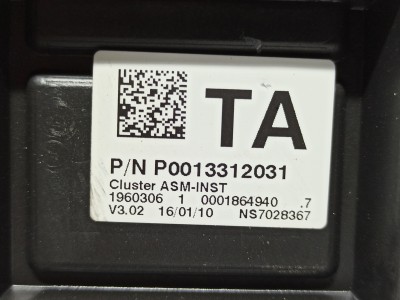 TA
P/N P0013312031
Cluster ASM-INST
1960306 1 0001864940 .7
V3.02 16/01/10 NS7028367